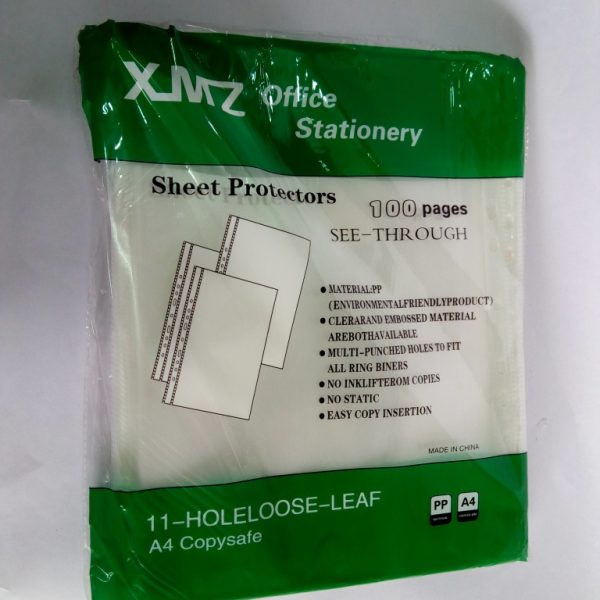 XMZ Office
Stationery
Sheet Protectors
100 pages
SEE-THROUGH
● MATERIAL:PP
(ENVIRONMENTALFRIENDLYPRODUCT)
● CLERARAND EMBOSSED MATERIAL
AREBOTHAVAILABLE
● MULTI-PUNCHED HOLES TO FIT
ALL RING BINERS
● NO INKLIFTEROM COPIES
● NO STATIC
● EASY COPY INSERTION
MADE IN CHINA
11-HOLELOOSE-LEAF
A4 Copysafe
PP A4